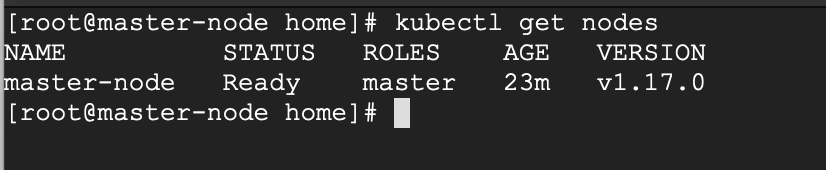 [root@master-node home]# kubectl get nodes
NAME          STATUS   ROLES    AGE   VERSION
master-node   Ready    master   23m   v1.17.0
[root@master-node home]#